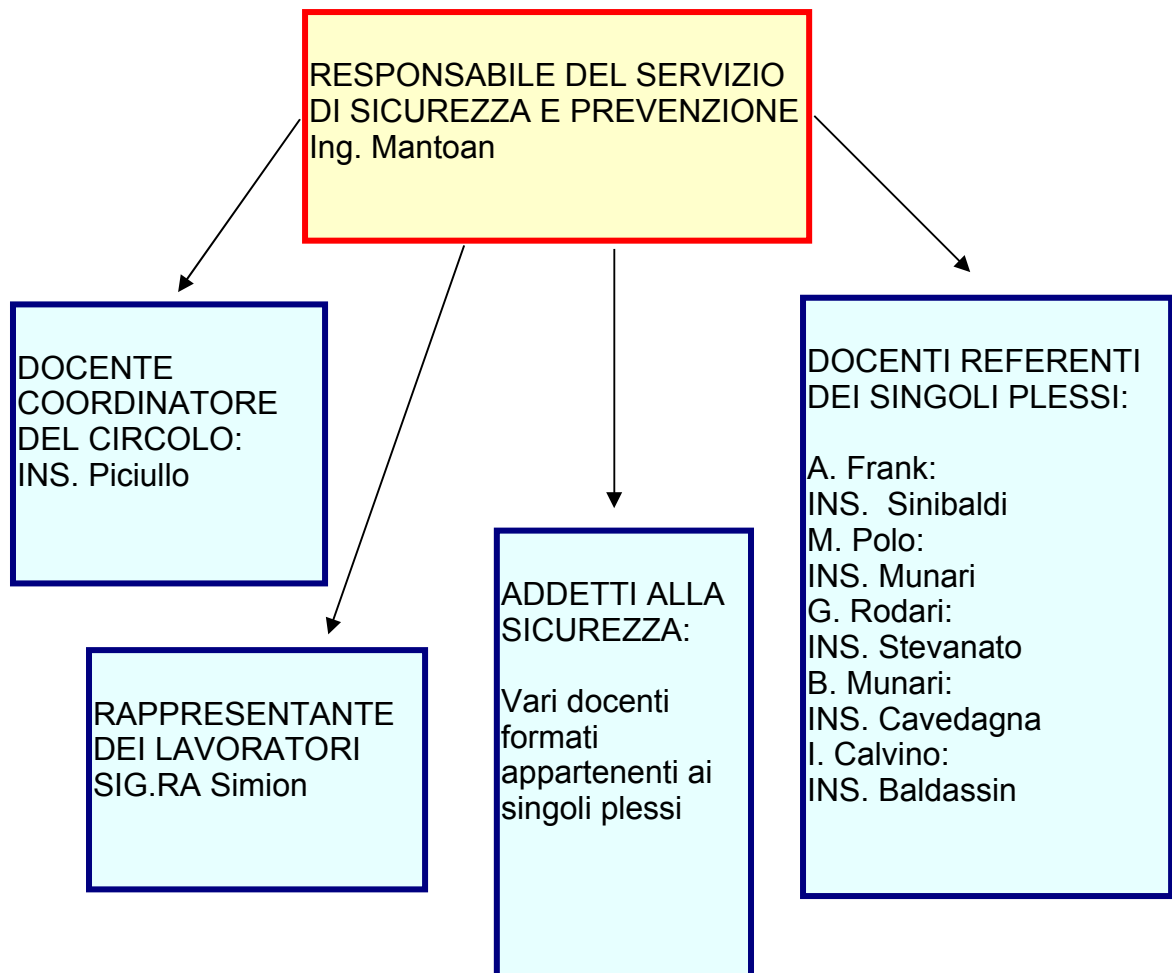 RESPONSABILE DEL SERVIZIO
DI SICUREZZA E PREVENZIONE
Ing. Mantoan
DOCENTE
COORDINATORE
DEL CIRCOLO:
INS. Piciullo
RAPPRESENTANTE
DEI LAVORATORI
SIG.RA Simion
ADDETTI ALLA
SICUREZZA:
Vari docenti
formati
appartenenti ai
singoli plessi
DOCENTI REFERENTI
DEI SINGOLI PLESSI:
A. Frank:
INS. Sinibaldi
M. Polo:
INS. Munari
G. Rodari:
INS. Stevanato
B. Munari:
INS. Cavedagna
I. Calvino:
INS. Baldassin